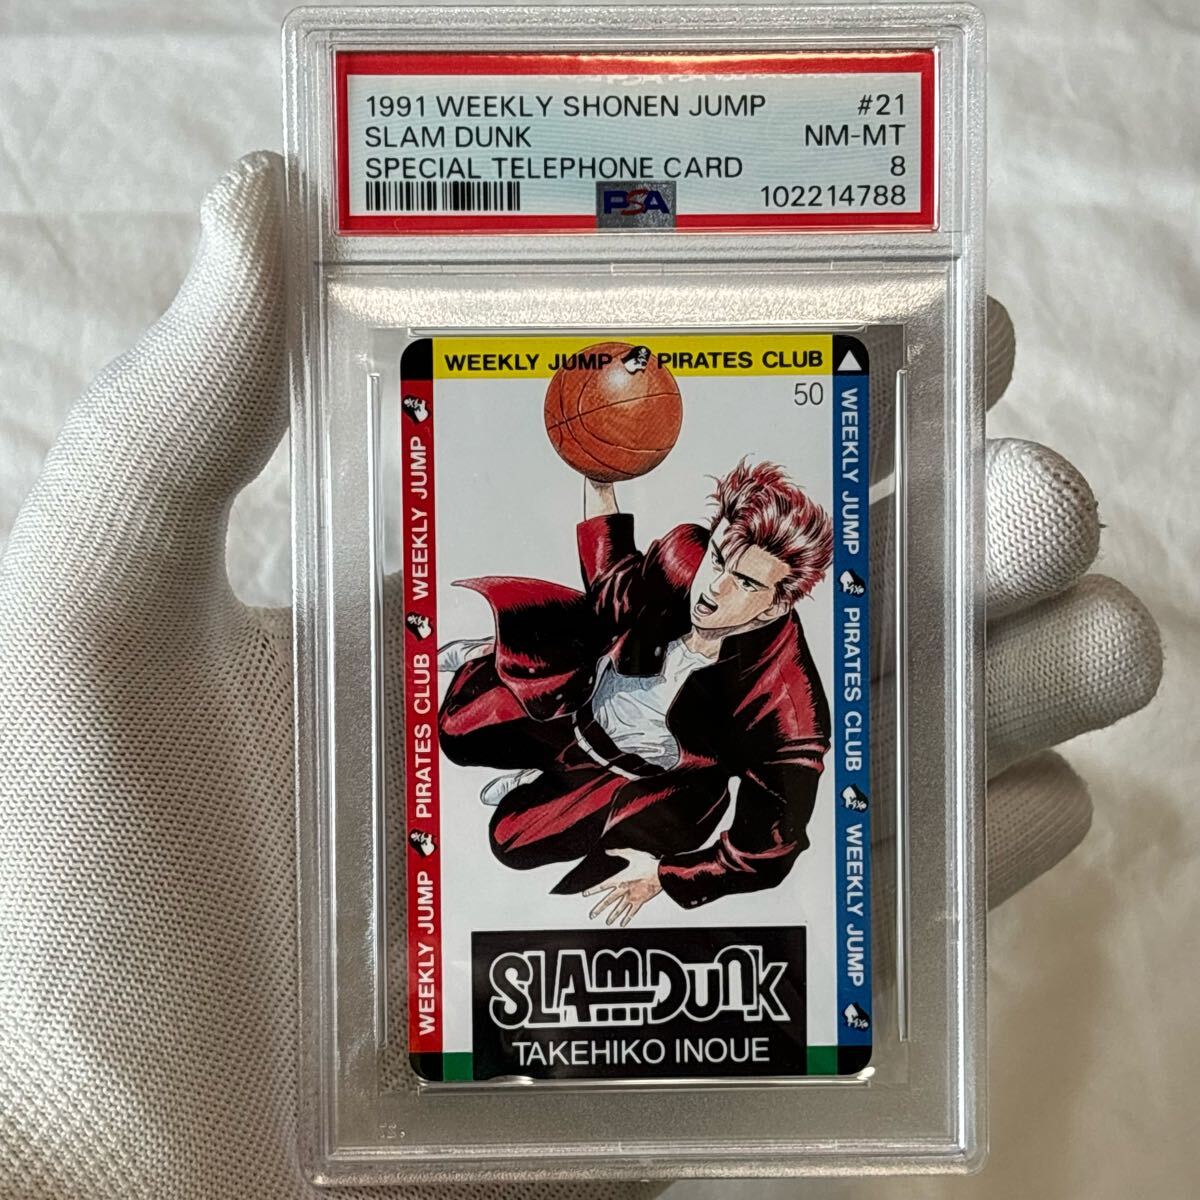 1991 WEEKLY SHONEN JUMP #21
SLAM DUNK NM-MT
SPECIAL TELEPHONE CARD 8
PSA 102214788
WEEKLY JUMP PIRATES CLUB
50
WEEKLY JUMP PIRATES CLUB WEEKLY JUMP
WEEKLY JUMP PIRATES CLUB WEEKLY JUMP
SLAM DUNK
TAKEHIKO INOUE